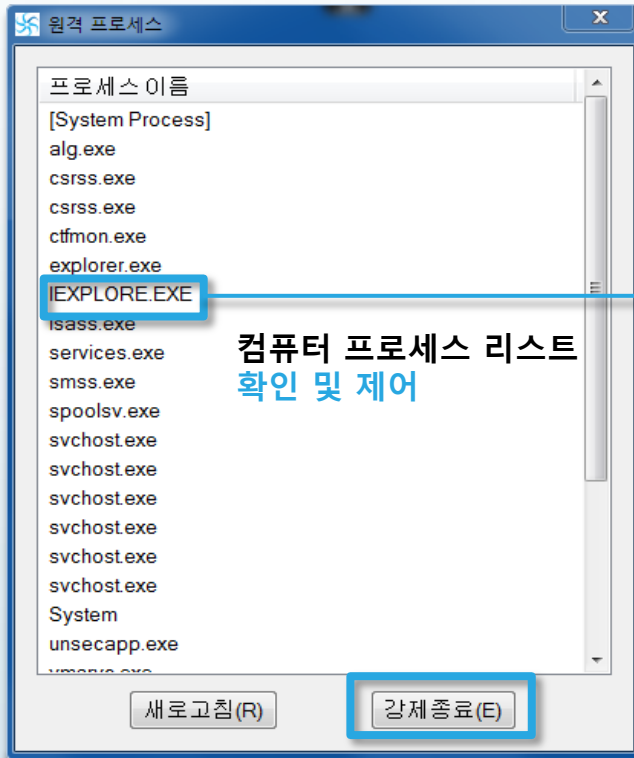 원격 프로세스
프로세스 이름
[System Process]
alg.exe
csrss.exe
csrss.exe
ctfmon.exe
explorer.exe
IEXPLORE.EXE
lsass.exe
services.exe
컴퓨터 프로세스 리스트
확인 및 제어
smss.exe
spoolsv.exe
svchost.exe
svchost.exe
svchost.exe
svchost.exe
svchost.exe
svchost.exe
System
unsecapp.exe
새로고침(R)
강제종료(E)